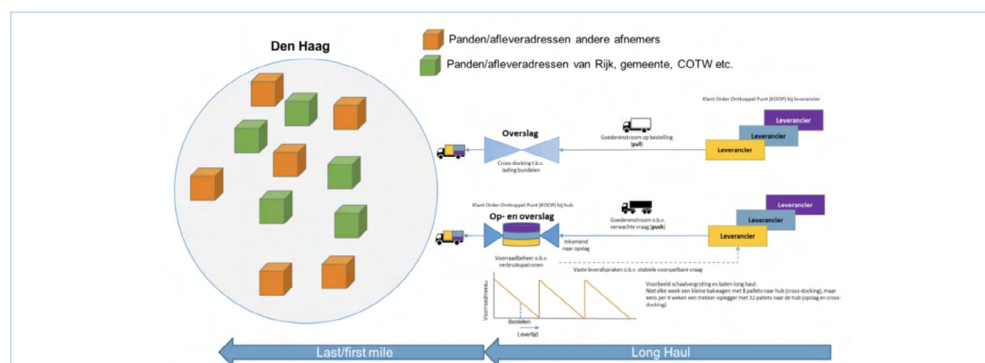 Den Haag
Panden/afleveradressen andere afnemers
Panden/afleveradressen van Rijk, gemeente, COTW etc.
Klant Order Ontkoppel Punt (KOOP) bij leverancier
Leverancier
Leverancier
Leverancier
Overslag
Goederenstroom op bestelling
(pull)
Cross-docking t.b.v.
lading bundelen
Klant Order Ontkoppel Punt (KOOP) bij hub
Op- en overslag
Goederenstroom o.b.v.
verwachte vraag (push)
Leverancier
Leverancier
Leverancier
Inkomend
naar opslag
Voorraadbeheer o.b.v.
verbruikspatronen
Vaste leverafspraken o.b.v. stabiele voorspelbare vraag
Voorraadniveau
Bestellen
Levertijd
Voorbeeld schaalvergroting en baten long haul:
Niet elke week een kleine bakwagen met 8 pallets naar hub (cross-docking), maar
eens per 4 weken een trekker-oplegger met 32 pallets naar de hub (opslag en cross-
docking)
Last/first mile
Long Haul